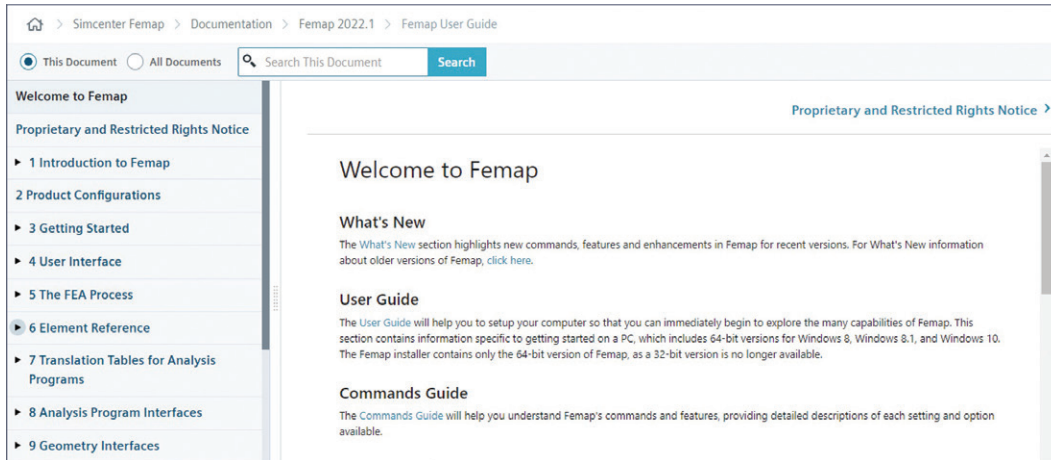 Simcenter Femap > Documentation > Femap 2022.1 > Femap User Guide
This Document All Documents Search This Document Search
Welcome to Femap
Proprietary and Restricted Rights Notice
1 Introduction to Femap
2 Product Configurations
3 Getting Started
4 User Interface
5 The FEA Process
6 Element Reference
7 Translation Tables for Analysis
Programs
8 Analysis Program Interfaces
9 Geometry Interfaces
Proprietary and Restricted Rights Notice >
Welcome to Femap
What's New
The What's New section highlights new commands, features and enhancements in Femap for recent versions. For What's New information
about older versions of Femap, click here.
User Guide
The User Guide will help you to setup your computer so that you can immediately begin to explore the many capabilities of Femap. This
section contains information specific to getting started on a PC, which includes 64-bit versions for Windows 8, Windows 8.1, and Windows 10.
The Femap installer contains only the 64-bit version of Femap, as a 32-bit version is no longer available.
Commands Guide
The Commands Guide will help you understand Femap's commands and features, providing detailed descriptions of each setting and option
available.